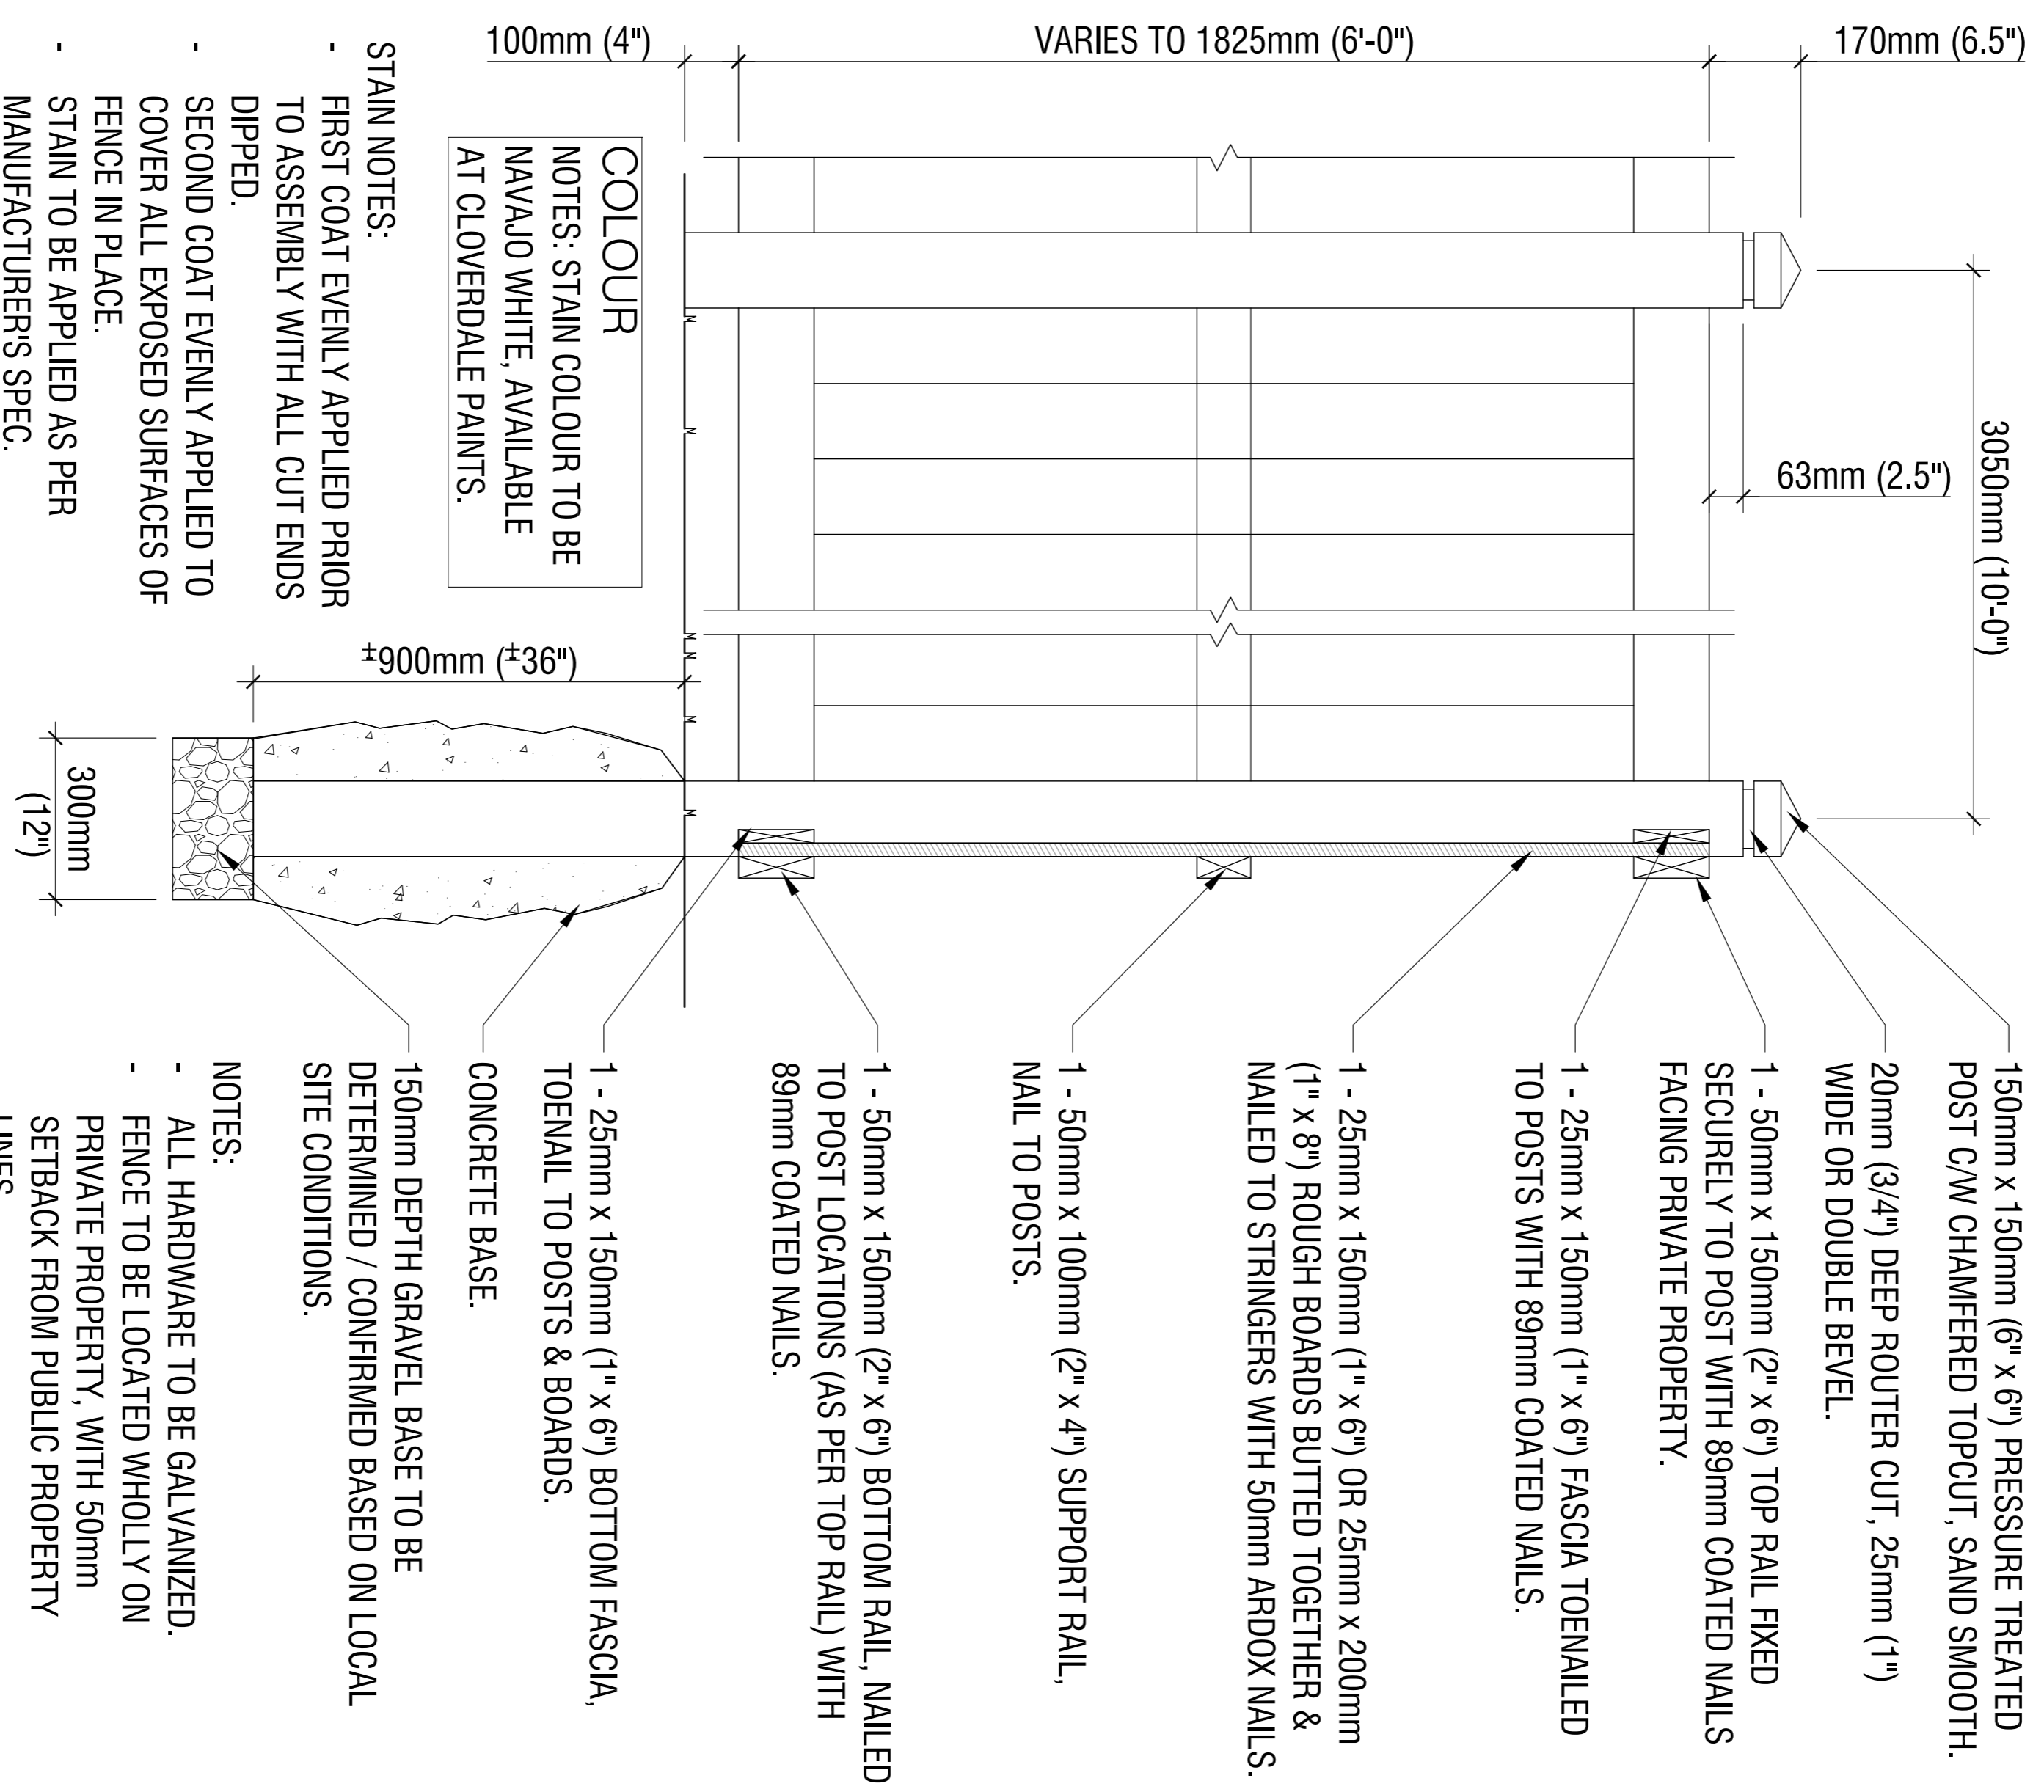 170mm (6.5")
VARIES TO 1825mm (6'-0")
100mm (4")
3050mm (10'-0")
63mm (2.5")
±900mm (±36")
300mm
(12")
150mm x 150mm (6" x 6") PRESSURE TREATED
POST C/W CHAMFERED TOPCUT, SAND SMOOTH.
20mm (3/4") DEEP ROUTER CUT, 25mm (1")
WIDE OR DOUBLE BEVEL.
1 - 50mm x 150mm (2" x 6") TOP RAIL FIXED
SECURELY TO POST WITH 89mm COATED NAILS
FACING PRIVATE PROPERTY.
1 - 25mm x 150mm (1" x 6") FASCIA TOENAILED
TO POSTS WITH 89mm COATED NAILS.
1 - 25mm x 150mm (1" x 6") OR 25mm x 200mm
(1" x 8") ROUGH BOARDS BUTTED TOGETHER &
NAILED TO STRINGERS WITH 50mm ARDOX NAILS.
1 - 50mm x 100mm (2" x 4") SUPPORT RAIL,
NAIL TO POSTS.
1 - 50mm x 150mm (2" x 6") BOTTOM RAIL, NAILED
TO POST LOCATIONS (AS PER TOP RAIL) WITH
89mm COATED NAILS.
1 - 25mm x 150mm (1" x 6") BOTTOM FASCIA,
TOENAIL TO POSTS & BOARDS.
CONCRETE BASE.
150mm DEPTH GRAVEL BASE TO BE
DETERMINED / CONFIRMED BASED ON LOCAL
SITE CONDITIONS.
NOTES:
- ALL HARDWARE TO BE GALVANIZED.
- FENCE TO BE LOCATED WHOLLY ON
PRIVATE PROPERTY, WITH 50mm
SETBACK FROM PUBLIC PROPERTY
LINES
COLOUR
NOTES: STAIN COLOUR TO BE
NAVAJO WHITE, AVAILABLE
AT CLOVERDALE PAINTS.
STAIN NOTES:
- FIRST COAT EVENLY APPLIED PRIOR
TO ASSEMBLY WITH ALL CUT ENDS
DIPPED.
- SECOND COAT EVENLY APPLIED TO
COVER ALL EXPOSED SURFACES OF
FENCE IN PLACE.
- STAIN TO BE APPLIED AS PER
MANUFACTURER'S SPEC.